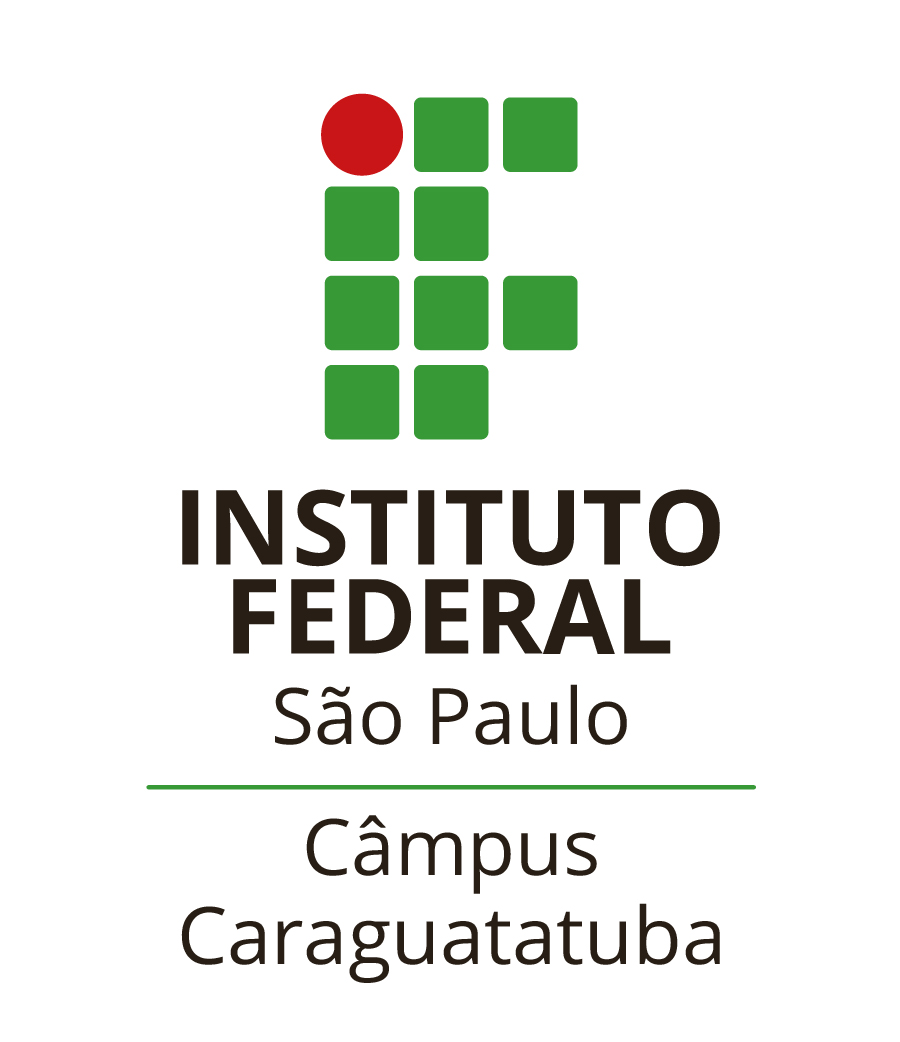 INSTITUTO
FEDERAL
São Paulo
Câmpus
Caraguatatuba